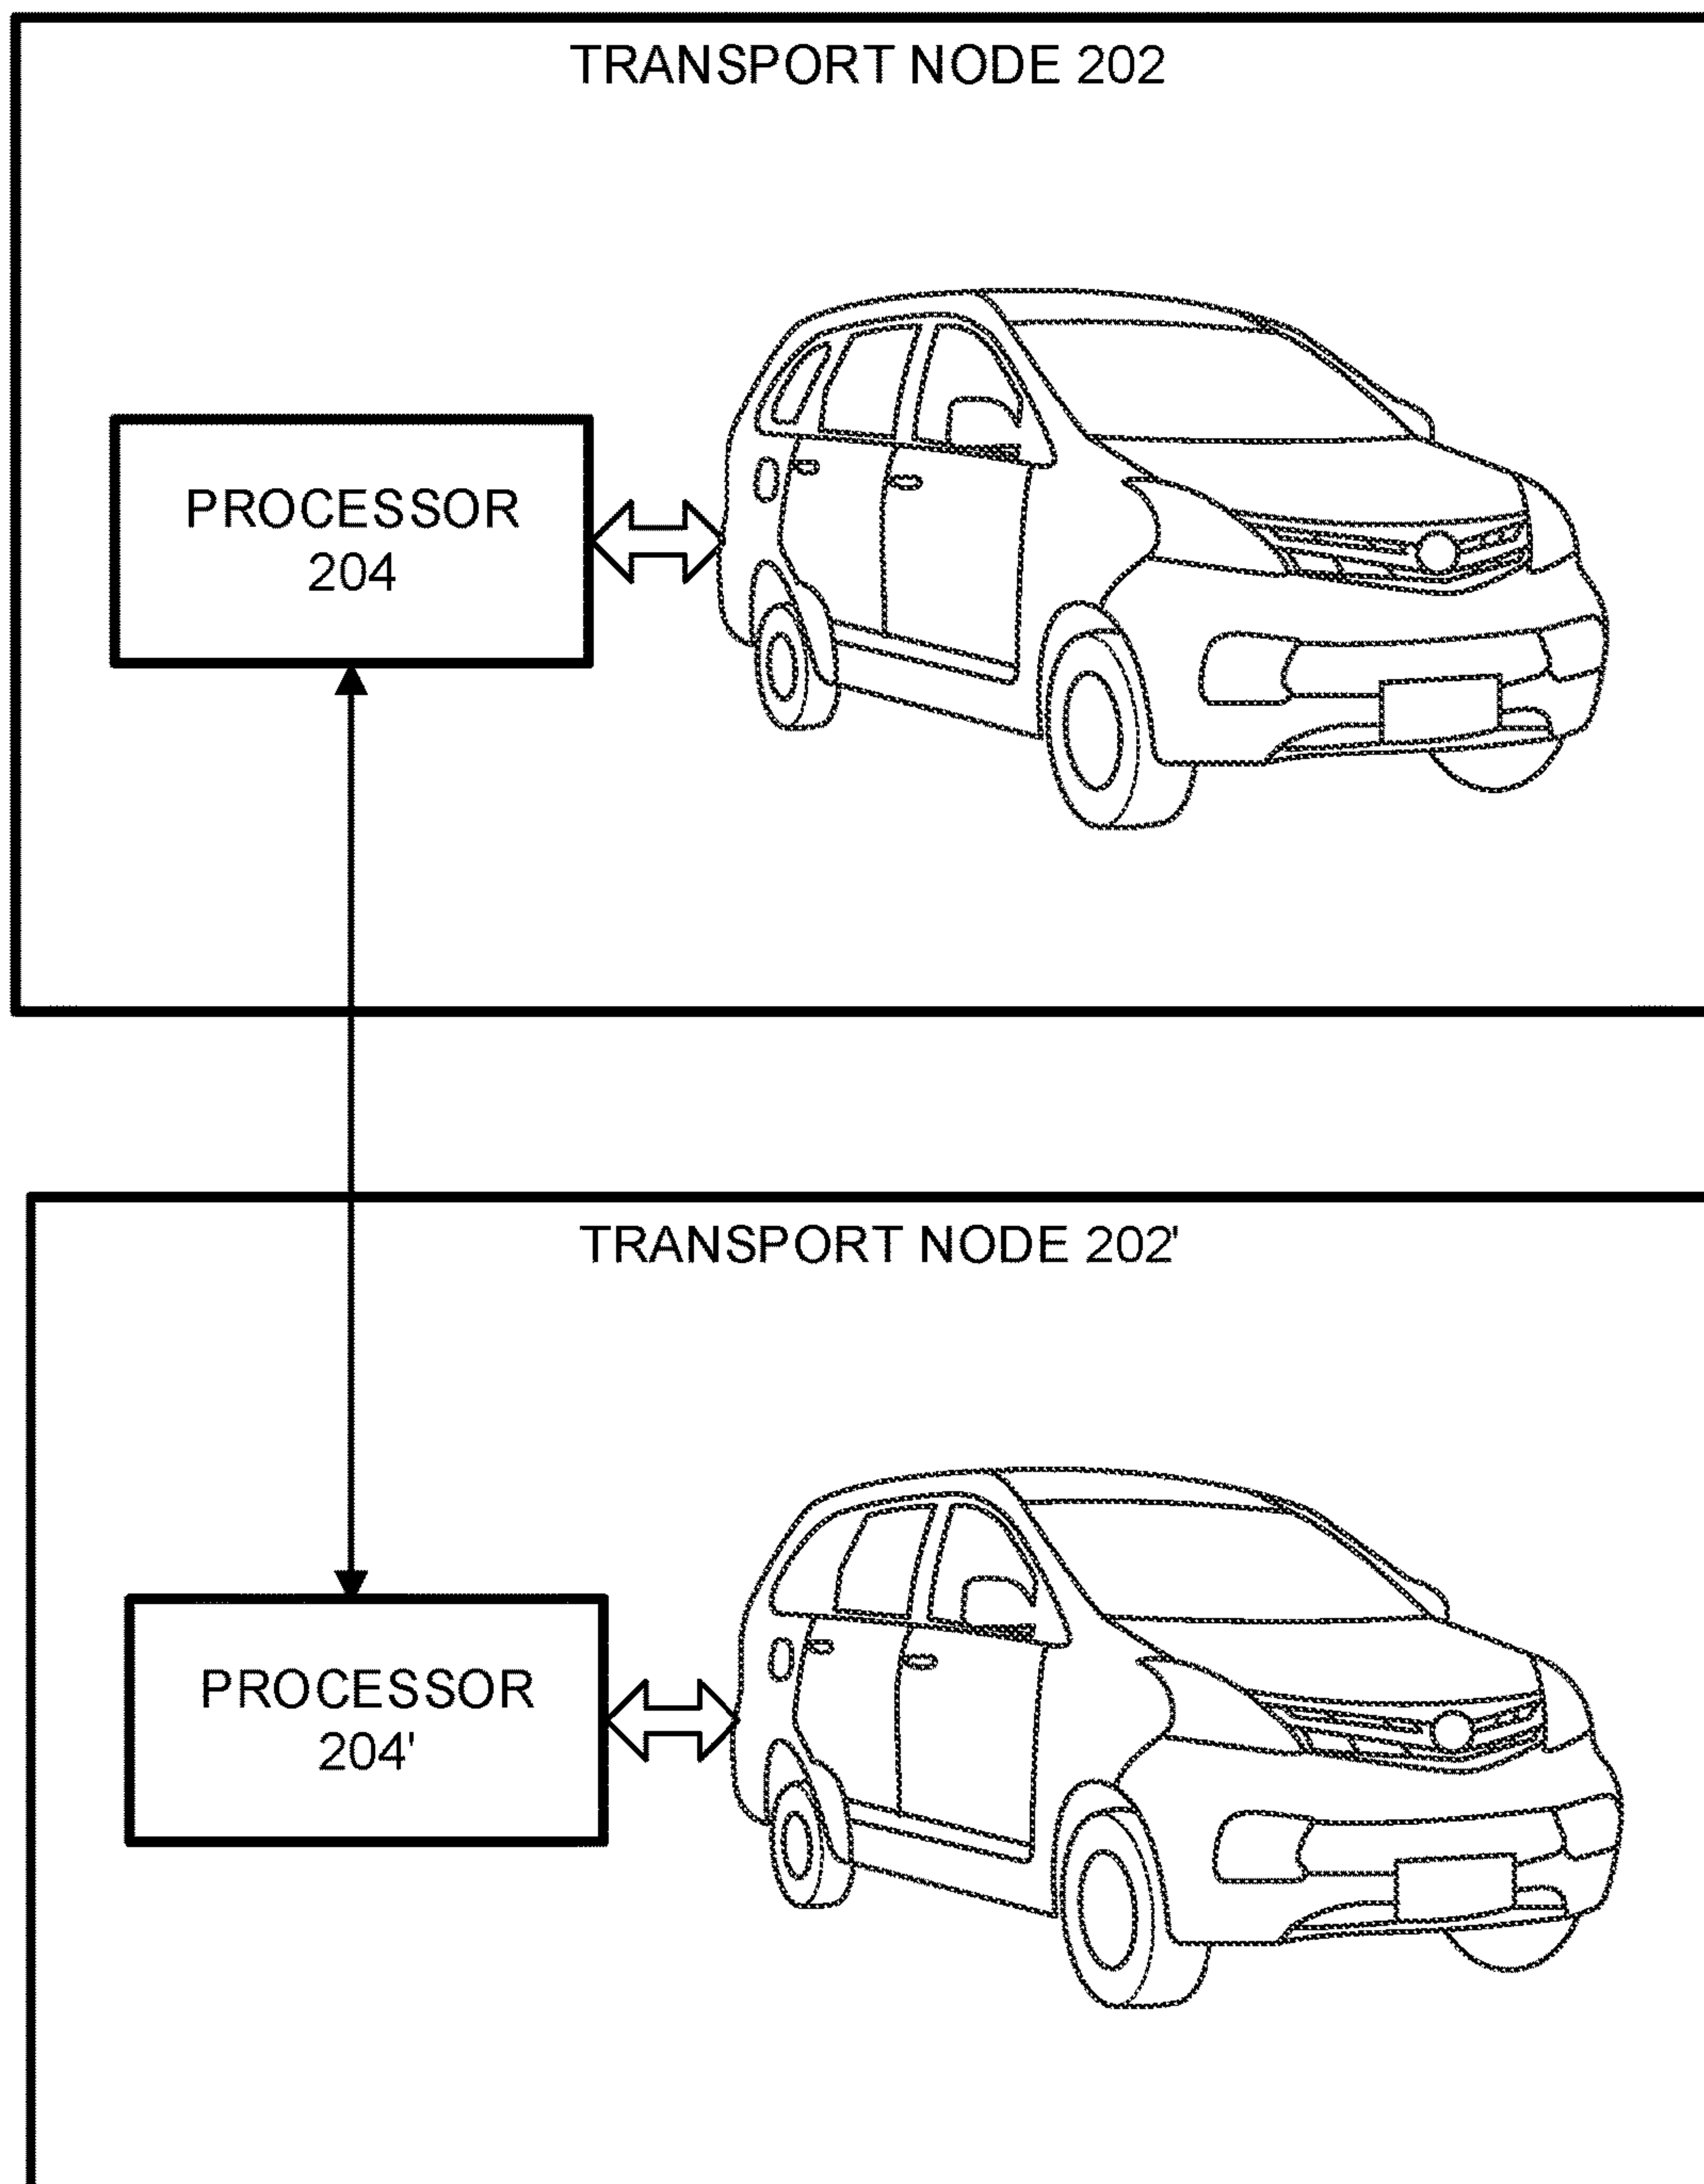 TRANSPORT NODE 202
PROCESSOR
204
TRANSPORT NODE 202'
PROCESSOR
204'